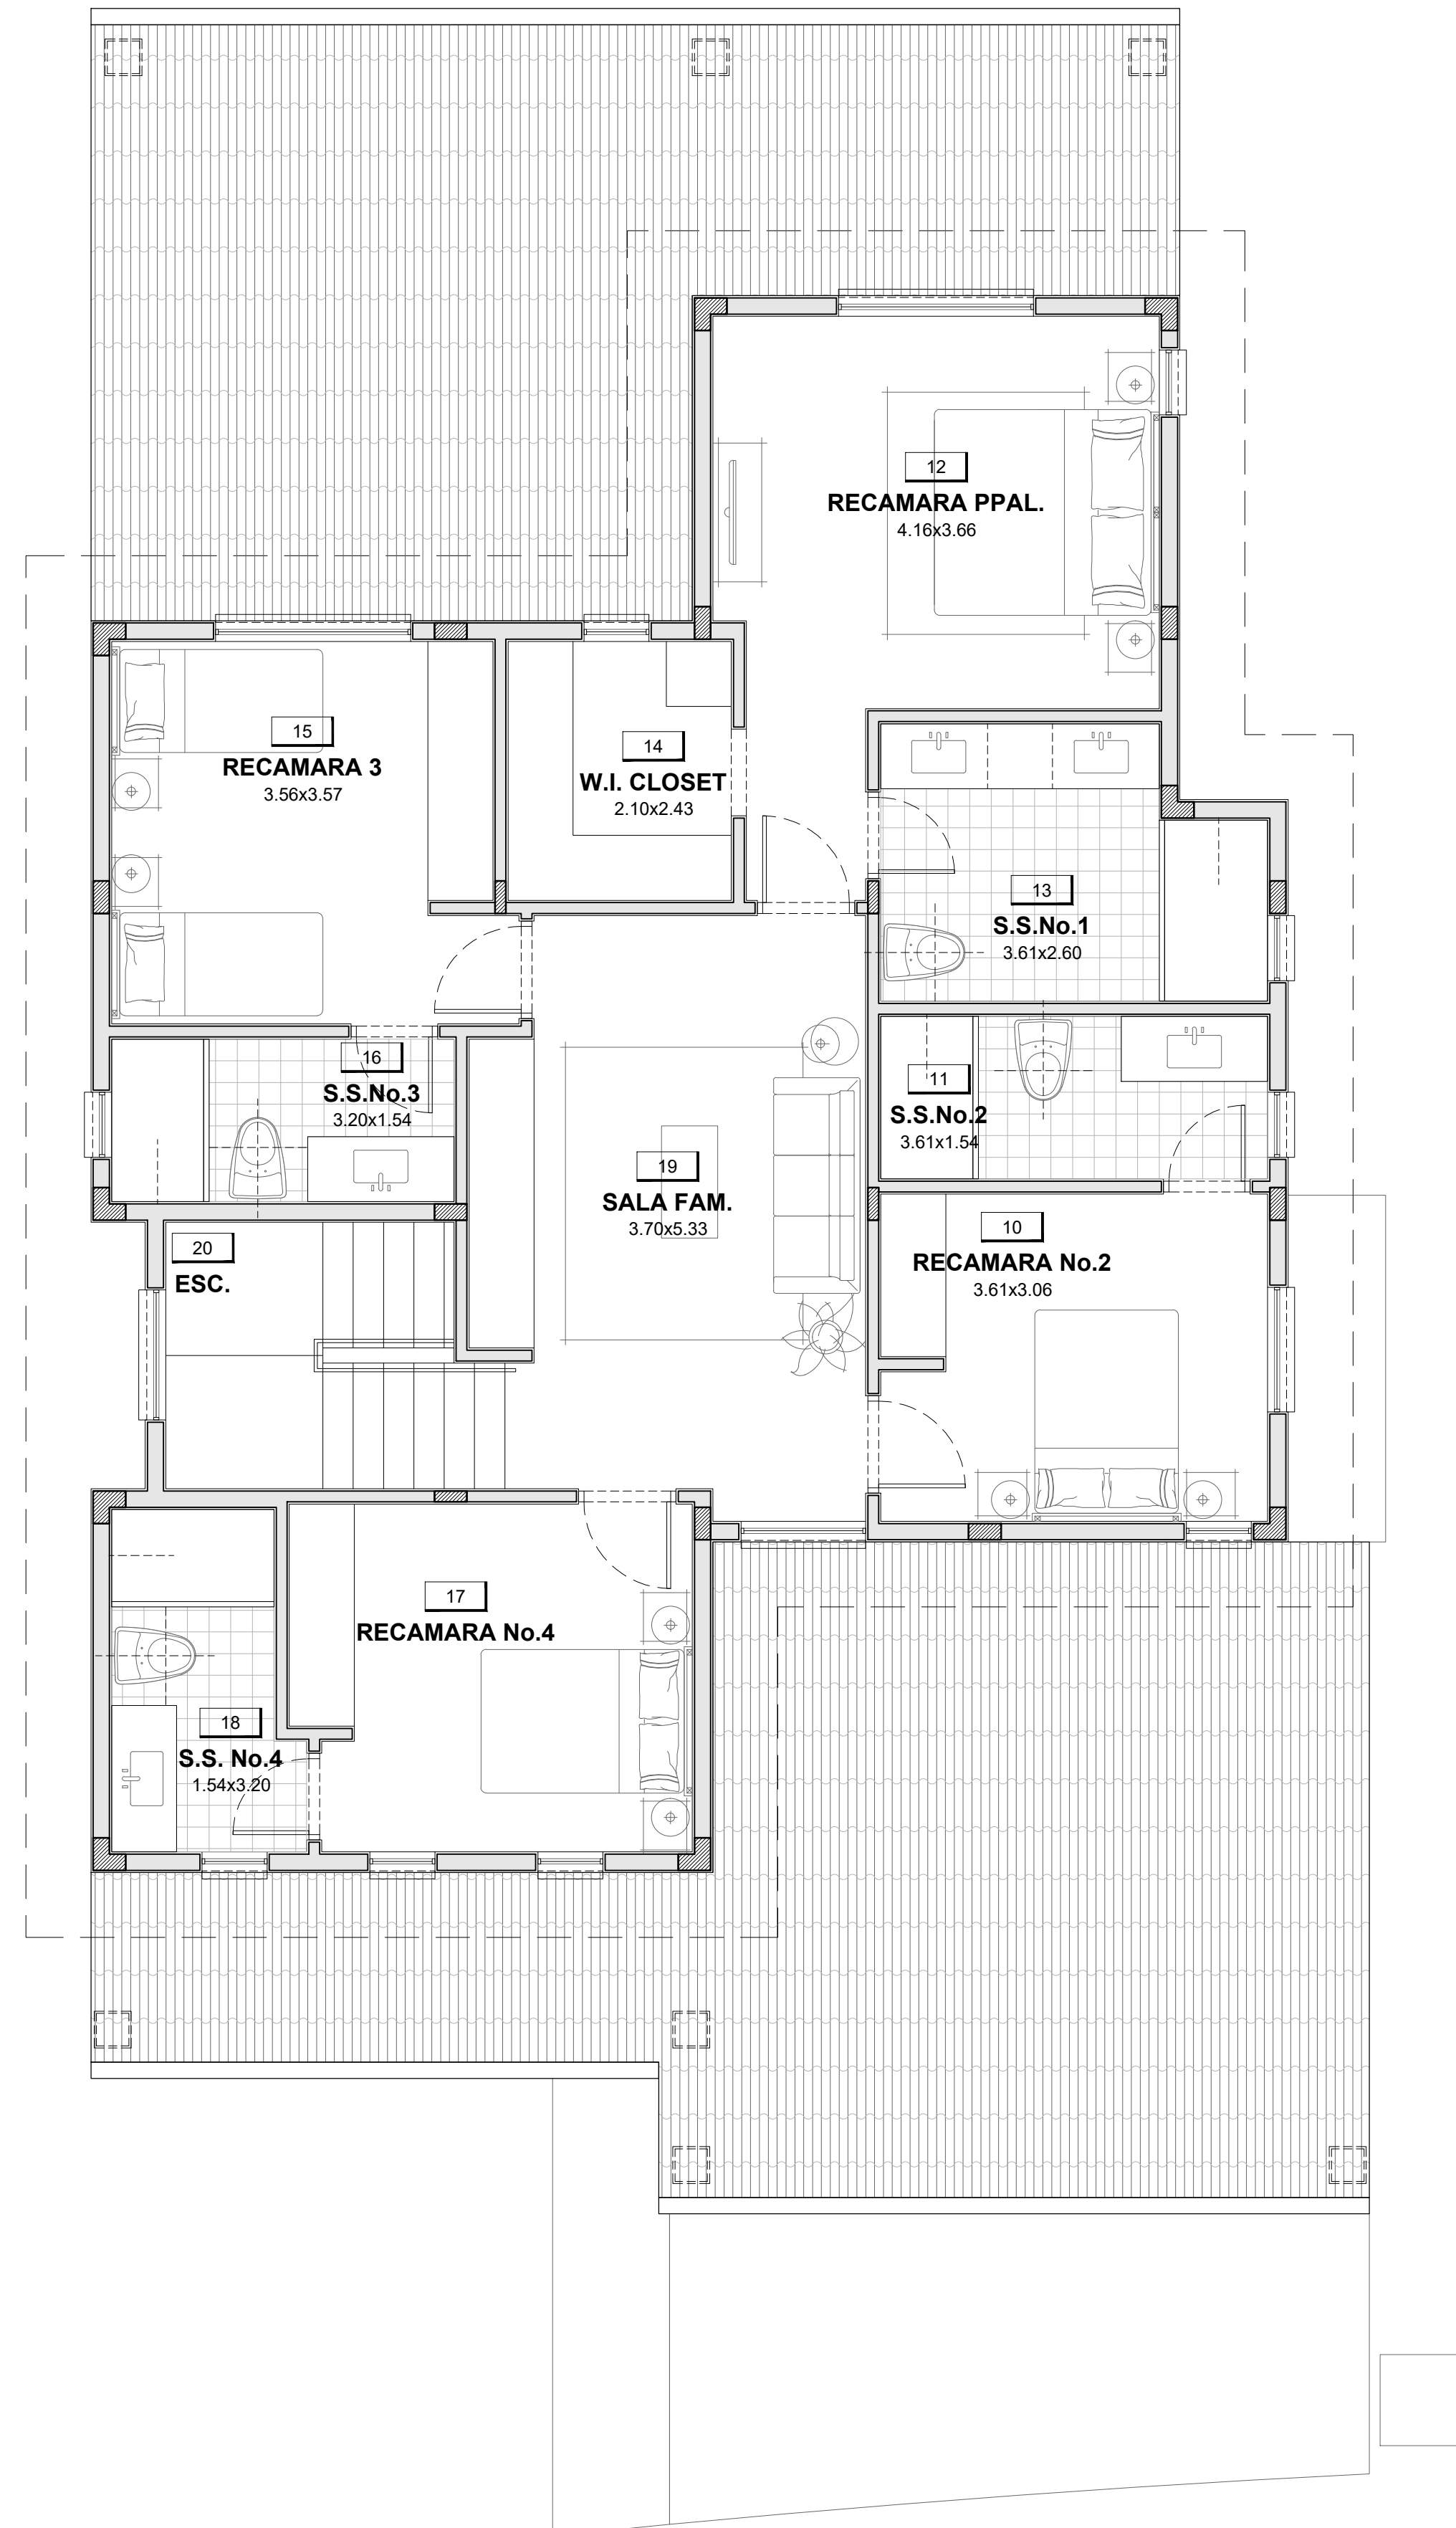 12
RECAMARA PPAL.
4.16x3.66
15
RECAMARA 3
3.56x3.57
14
W.I. CLOSET
2.10x2.43
13
S.S.No.1
3.61x2.60
16
S.S.No.3
3.20x1.54
11
S.S.No.2
3.61x1.54
19
SALA FAM.
3.70x5.33
10
RECAMARA No.2
3.61x3.06
20
ESC.
17
RECAMARA No.4
18
S.S. No.4
1.54x3.20